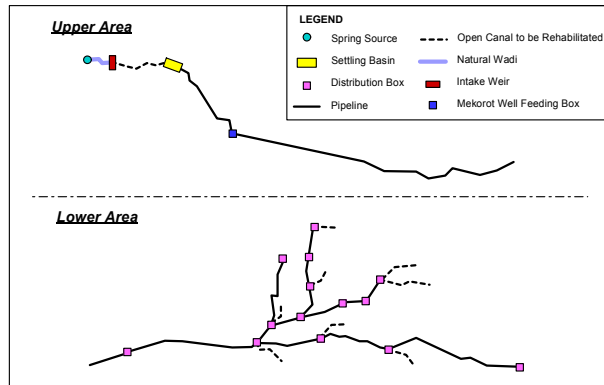 Upper Area
LEGEND
Spring Source
Open Canal to be Rehabilitated
Settling Basin
Natural Wadi
Distribution Box
Intake Weir
Pipeline
Mekorot Well Feeding Box
Lower Area